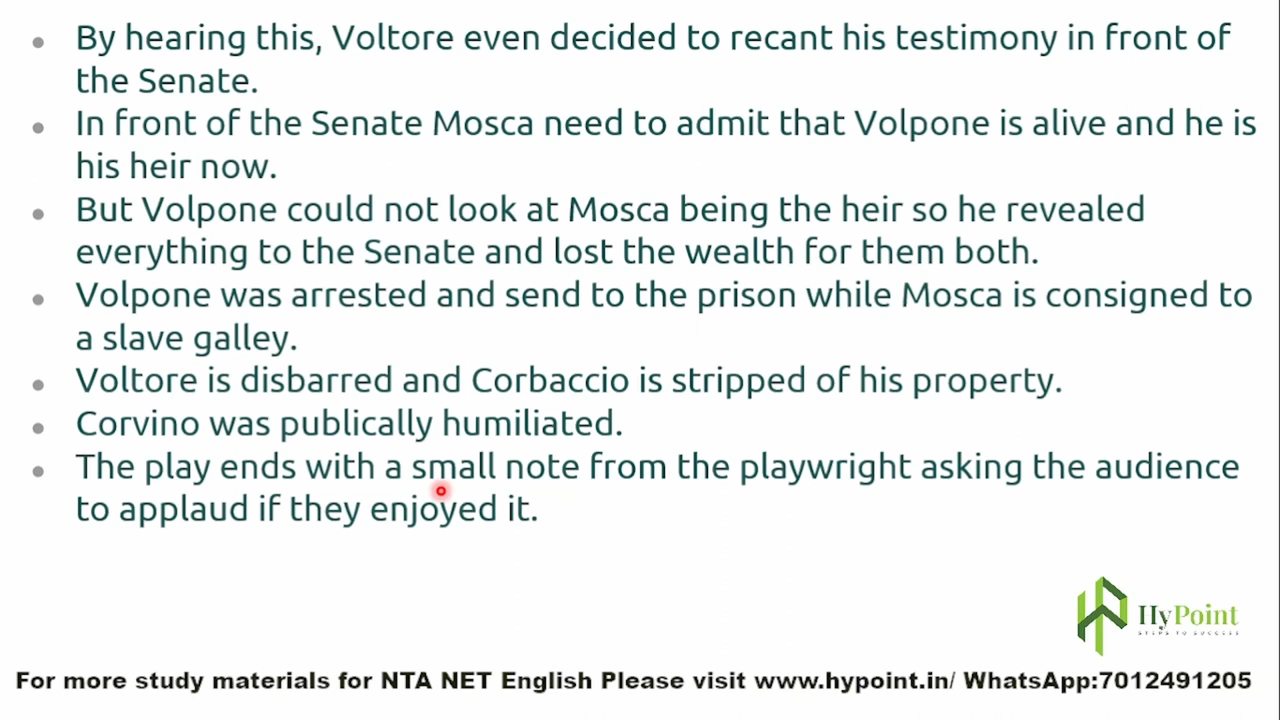 By hearing this, Voltore even decided to recant his testimony in front of
the Senate.
In front of the Senate Mosca need to admit that Volpone is alive and he is
his heir now.
But Volpone could not look at Mosca being the heir so he revealed
everything to the Senate and lost the wealth for them both.
Volpone was arrested and send to the prison while Mosca is consigned to
a slave galley.
Voltore is disbarred and Corbaccio is stripped of his property.
Corvino was publically humiliated.
The play ends with a small note from the playwright asking the audience
to applaud if they enjoyed it.
HyPoint
STEPS TO SUCCESS
For more study materials for NTA NET English Please visit www.hypoint.in/ WhatsApp:7012491205